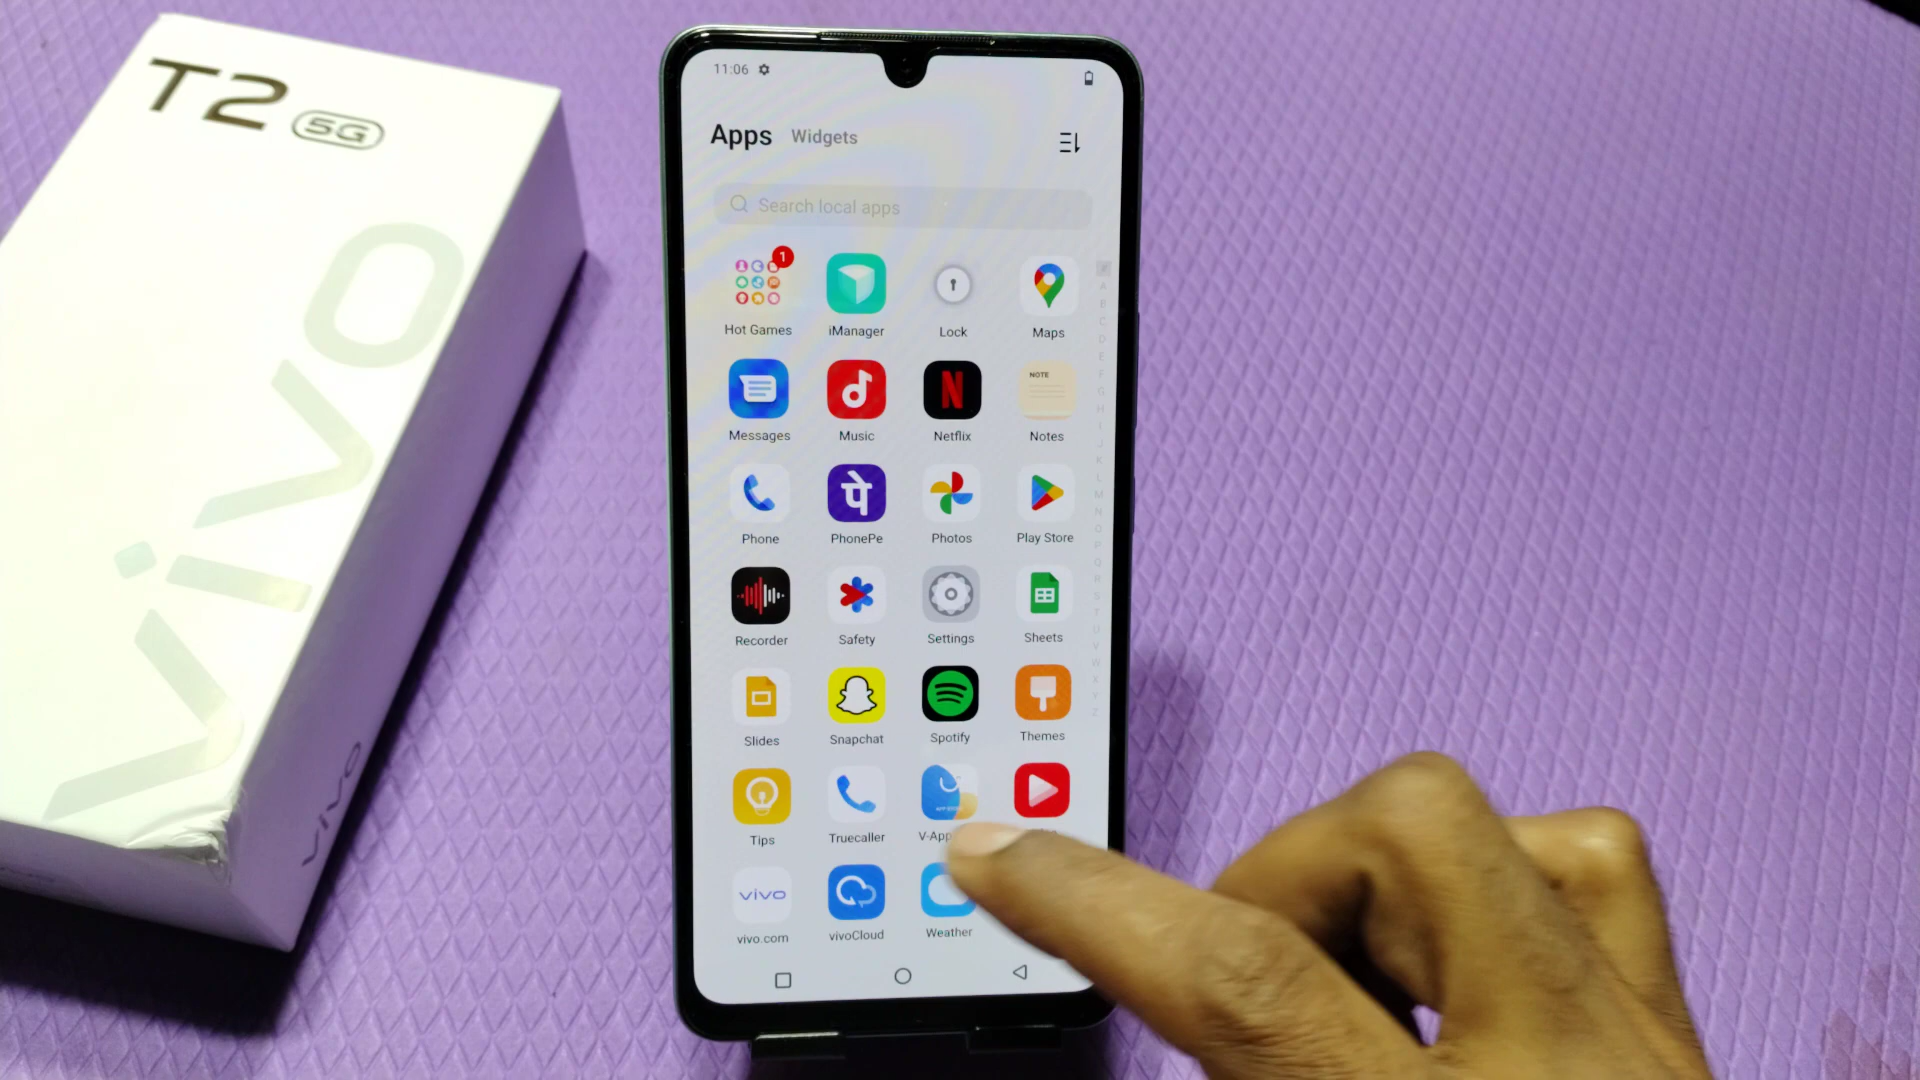 T2 5G
vivo
vivo
11:06
Apps Widgets
Search local apps
1
Hot Games iManager Lock Maps
NOTE
Messages Music Netflix Notes
पे
Phone PhonePe Photos Play Store
Recorder Safety Settings Sheets
Slides Snapchat Spotify Themes
Tips Truecaller V-App
vivo
vivo.com vivoCloud Weather
A
B
C
D
E
F
G
H
I
J
K
L
M
N
O
P
Q
R
S
T
U
V
W
X
Y
Z